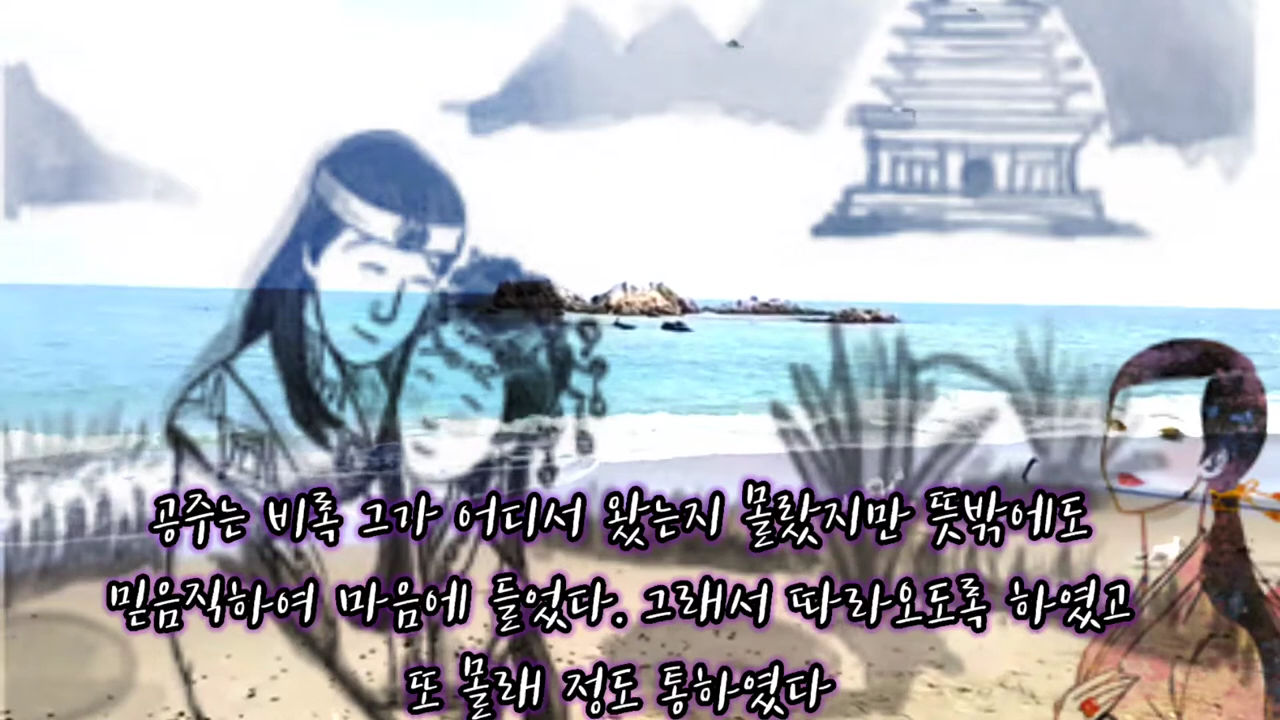 공주는 비록 그가 어디서 왔는지 몰랐지만 뜻밖에도
믿음직하여 마음에 들었다. 그래서 따라오도록 하였고
또 몰래 정도 통하였다